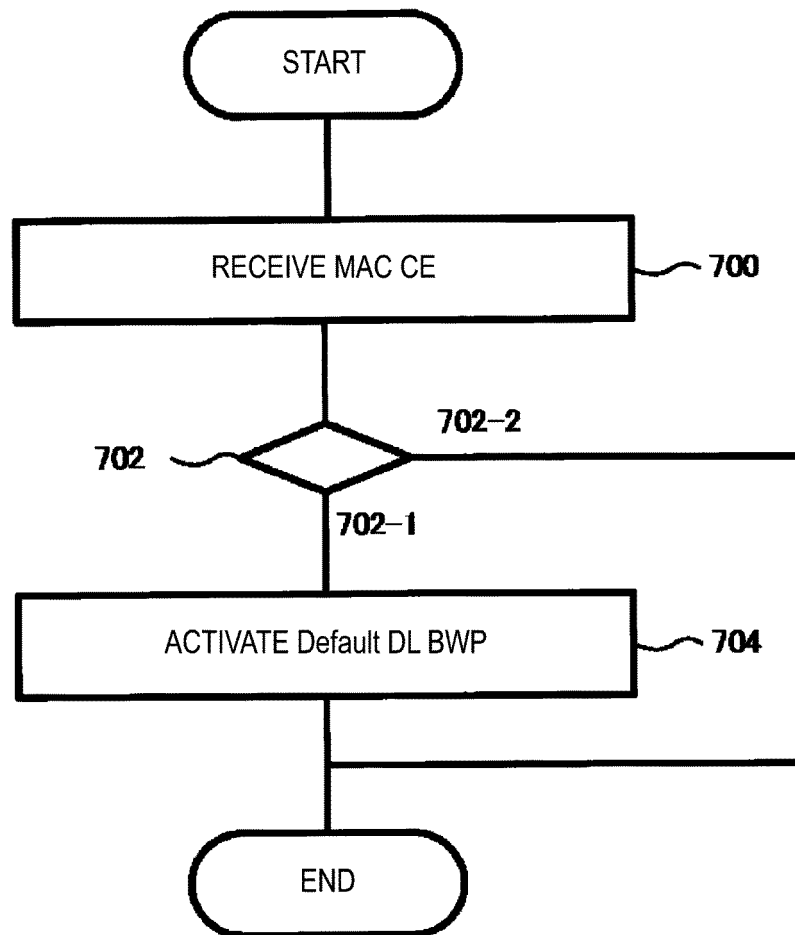 START
RECEIVE MAC CE
700
702-2
702
702-1
ACTIVATE Default DL BWP
704
END